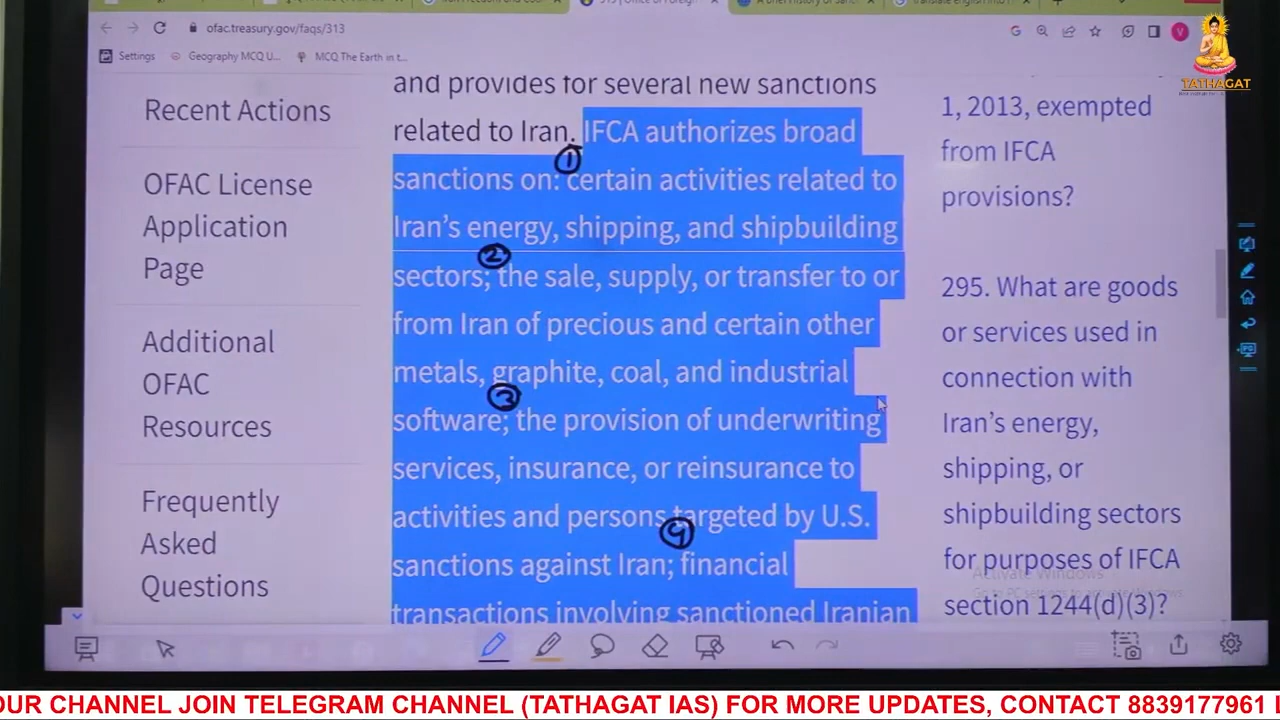 ofac.treasury.gov/faqs/313
Settings
Geography MCQ U...
MCQ The Earth in t...
TATHAGAT
Recent Actions
OFAC License
Application
Page
Additional
OFAC
Resources
Frequently
Asked
Questions
and provides for several new sanctions
related to Iran. IFCA authorizes broad
①
sanctions on: certain activities related to
Iran’s energy, shipping, and shipbuilding
②
sectors; the sale, supply, or transfer to or
from Iran of precious and certain other
metals, graphite, coal, and industrial
③
software; the provision of underwriting
services, insurance, or reinsurance to
activities and persons targeted by U.S.
④
sanctions against Iran; financial
transactions involving sanctioned Iranian
1, 2013, exempted
from IFCA
provisions?
295. What are goods
or services used in
connection with
Iran’s energy,
shipping, or
shipbuilding sectors
for purposes of IFCA
section 1244(d)(3)?
Activate Windows
OUR CHANNEL JOIN TELEGRAM CHANNEL (TATHAGAT IAS) FOR MORE UPDATES, CONTACT 8839177961